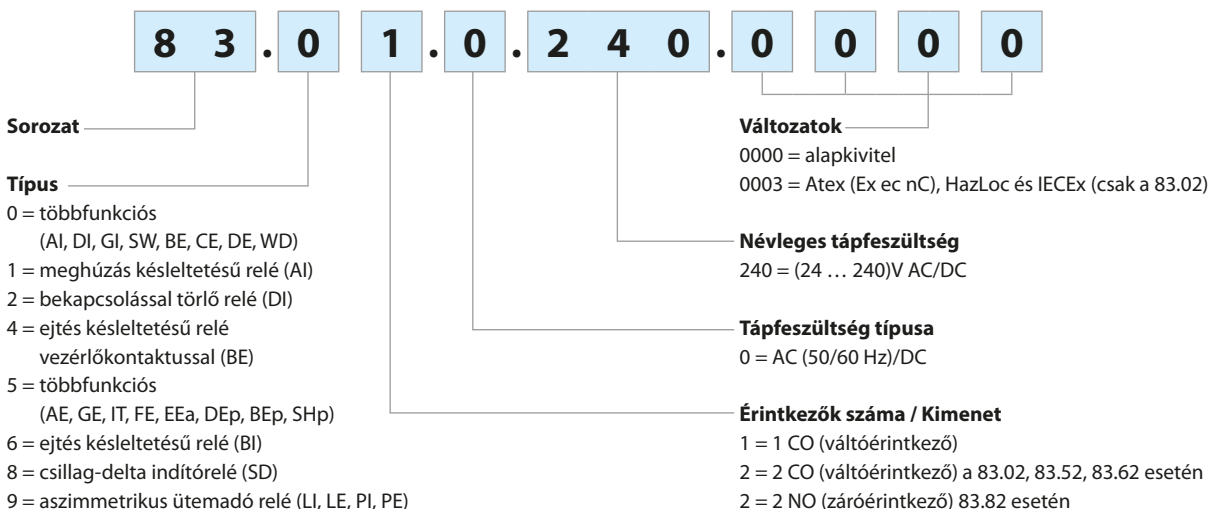 8 3 . 0 1 . 0 . 2 4 0 . 0 0 0 0
Sorozat
Típus
0 = többfunkciós
(AI, DI, GI, SW, BE, CE, DE, WD)
1 = meghúzás késleltetésű relé (AI)
2 = bekapcsolással törlő relé (DI)
4 = ejtés késleltetésű relé
vezérlőkontaktussal (BE)
5 = többfunkciós
(AE, GE, IT, FE, EEa, DEp, BEp, SHp)
6 = ejtés késleltetésű relé (BI)
8 = csillag-delta indítórelé (SD)
9 = aszimmetrikus ütemadó relé (LI, LE, PI, PE)
Változatok
0000 = alapkivitel
0003 = Atex (Ex ec nC), HazLoc és IECEx (csak a 83.02)
Névleges tápfeszültség
240 = (24 … 240)V AC/DC
Tápfeszültség típusa
0 = AC (50/60 Hz)/DC
Érintkezők száma / Kimenet
1 = 1 CO (váltóérintkező)
2 = 2 CO (váltóérintkező) a 83.02, 83.52, 83.62 esetén
2 = 2 NO (záróérintkező) 83.82 esetén